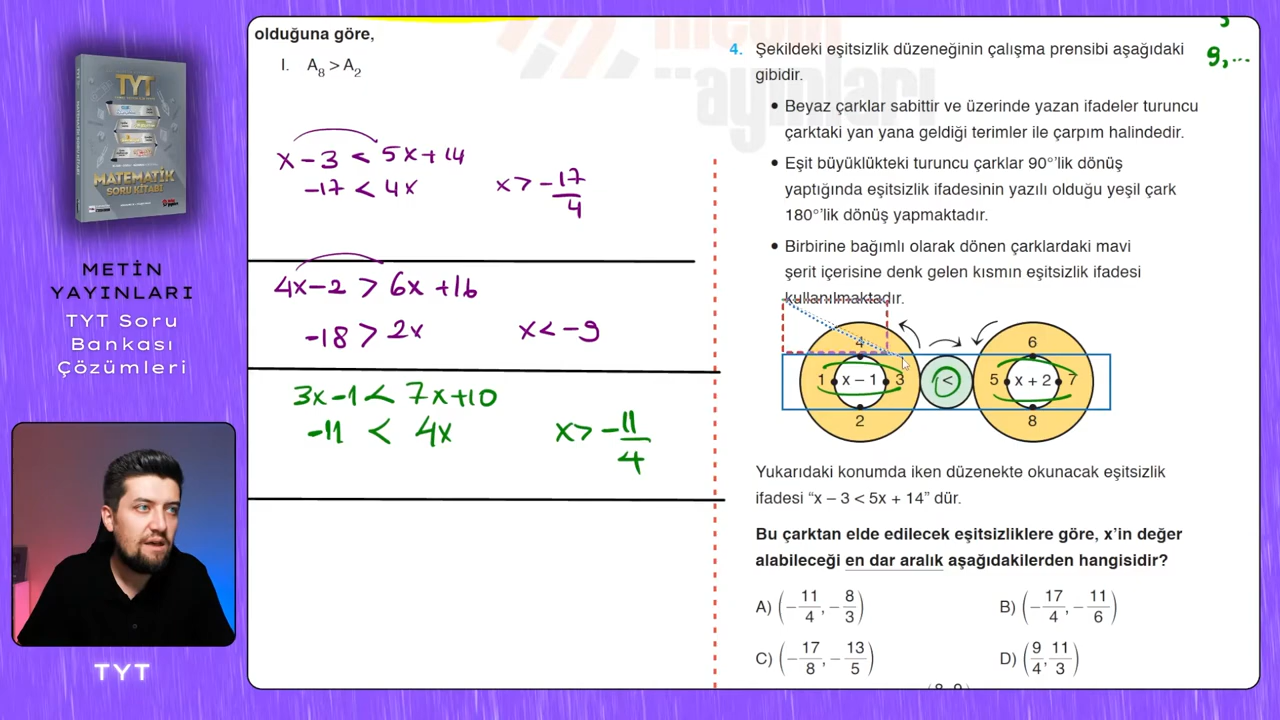 TYT
MATEMATİK
SORU KİTABI
METİN
YAYINLARI
TYT Soru
Bankası
Çözümleri
TYT
olduğuna göre,
I. A₈ > A₂
x-3 < 5x+14
-17 < 4x x > -17/4
4x-2 > 6x+16
-18 > 2x x < -9
3x-1 < 7x+10
-11 < 4x x > -11/4
9,...
4. Şekildeki eşitsizlik düzeneğinin çalışma prensibi aşağıdaki
gibidir.
• Beyaz çarklar sabittir ve üzerinde yazan ifadeler turuncu
çarktaki yan yana geldiği terimler ile çarpım halindedir.
• Eşit büyüklükteki turuncu çarklar 90°'lik dönüş
yaptığında eşitsizlik ifadesinin yazılı olduğu yeşil çark
180°'lik dönüş yapmaktadır.
• Birbirine bağımlı olarak dönen çarklardaki mavi
şerit içerisine denk gelen kısmın eşitsizlik ifadesi
kullanılmaktadır.
4 6
1 x – 1 3 < 5 x + 2 7
2 8
Yukarıdaki konumda iken düzenekte okunacak eşitsizlik
ifadesi “x – 3 < 5x + 14” dür.
Bu çarktan elde edilecek eşitsizliklere göre, x'in değer
alabileceği en dar aralık aşağıdakilerden hangisidir?
A) (-11/4, -8/3) B) (-17/4, -11/6)
C) (-17/8, -13/5) D) (9/4, 11/3)